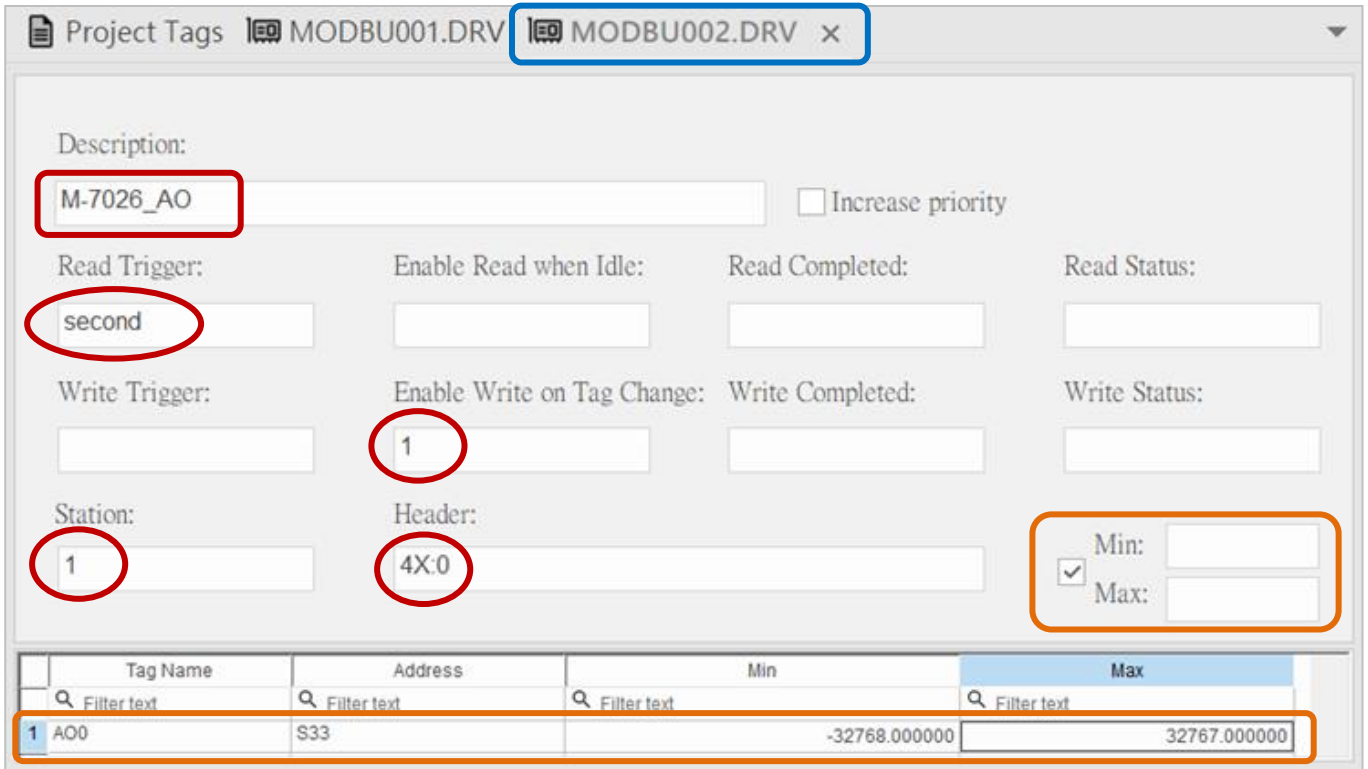 Project Tags MODBU001.DRV MODBU002.DRV ×
Description:
M-7026_AO Increase priority
Read Trigger: Enable Read when Idle: Read Completed: Read Status:
second
Write Trigger: Enable Write on Tag Change: Write Completed: Write Status:
1
Station: Header:
1 4X:0
Min:
Max:
Tag Name Address Min Max
Filter text Filter text Filter text Filter text
1 AO0 S33 -32768.000000 32767.000000